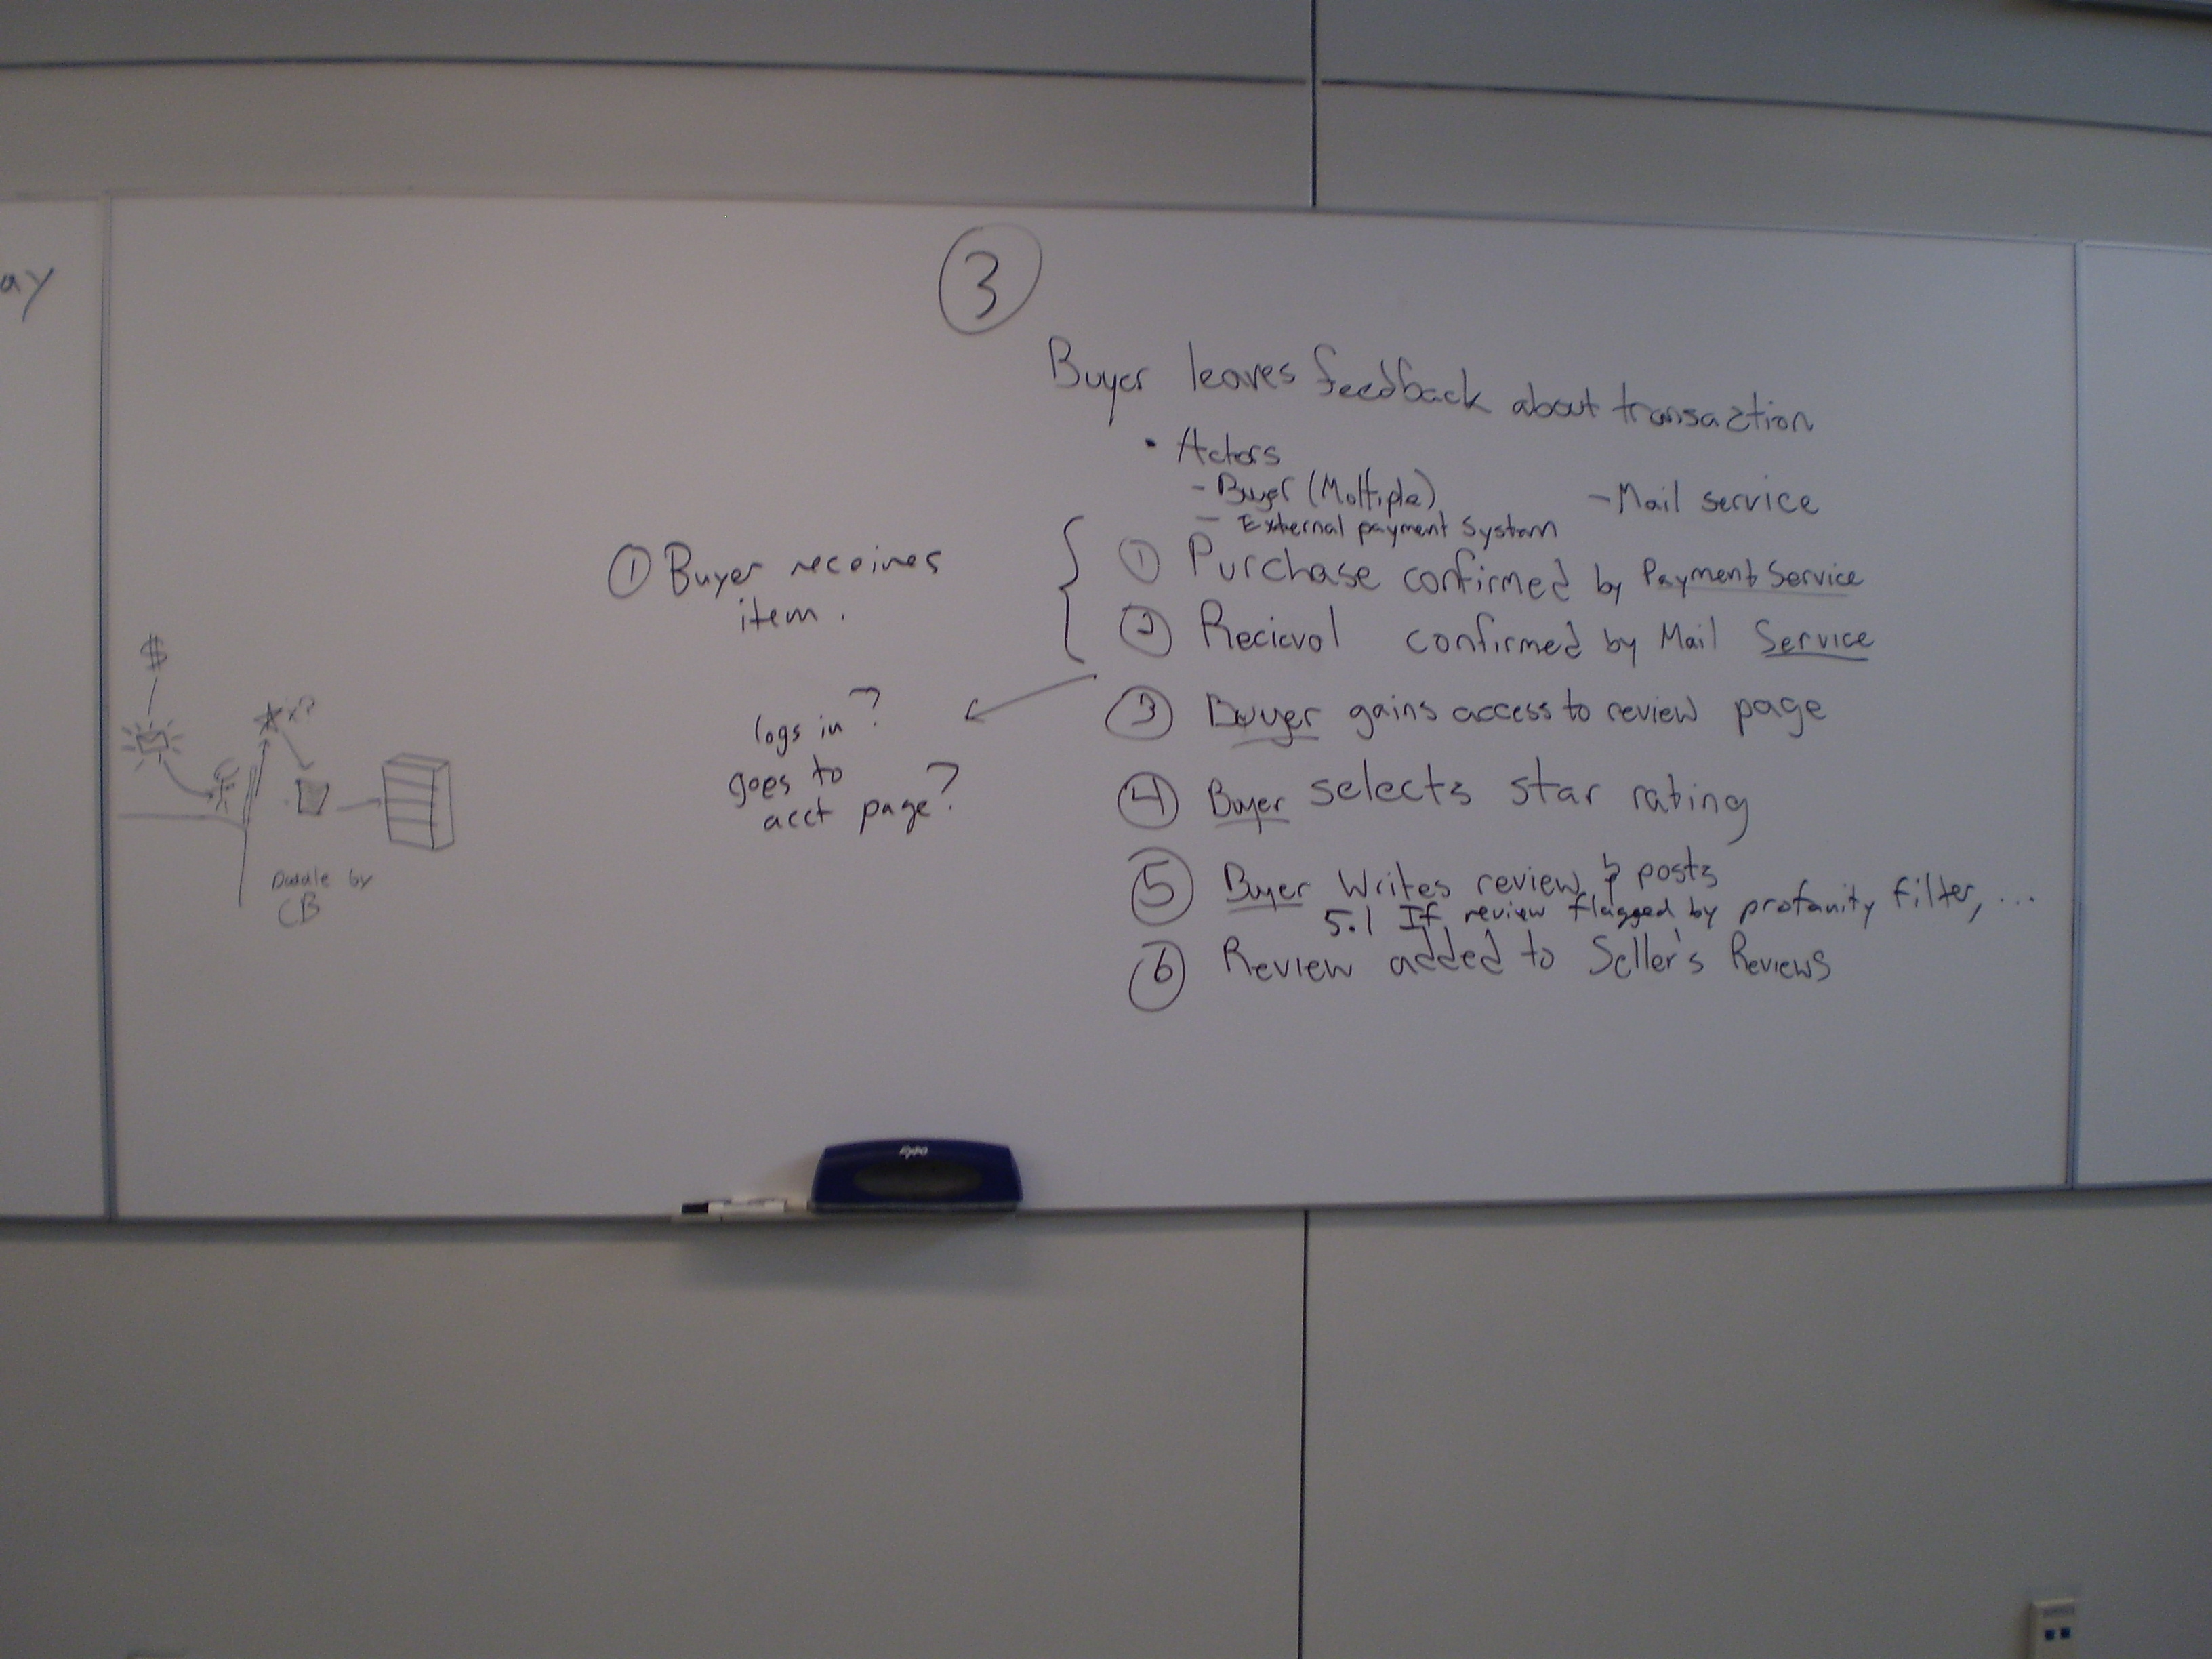 ay
3
Buyer leaves feedback about transaction
• Actors
- Buyer (Moltiple)
- Mail service
- External payment system
① Buyer receives
item.
{
① Purchase confirmed by Payment Service
② Recieval confirmed by Mail Service
logs in?
goes to
acct page?
③ Buyer gains access to review page
④ Buyer selects star rating
⑤ Buyer Writes review & posts
5.1 If review flagged by profanity filter, ...
⑥ Review added to Seller's Reviews
$
Doodle by
CB
Expo